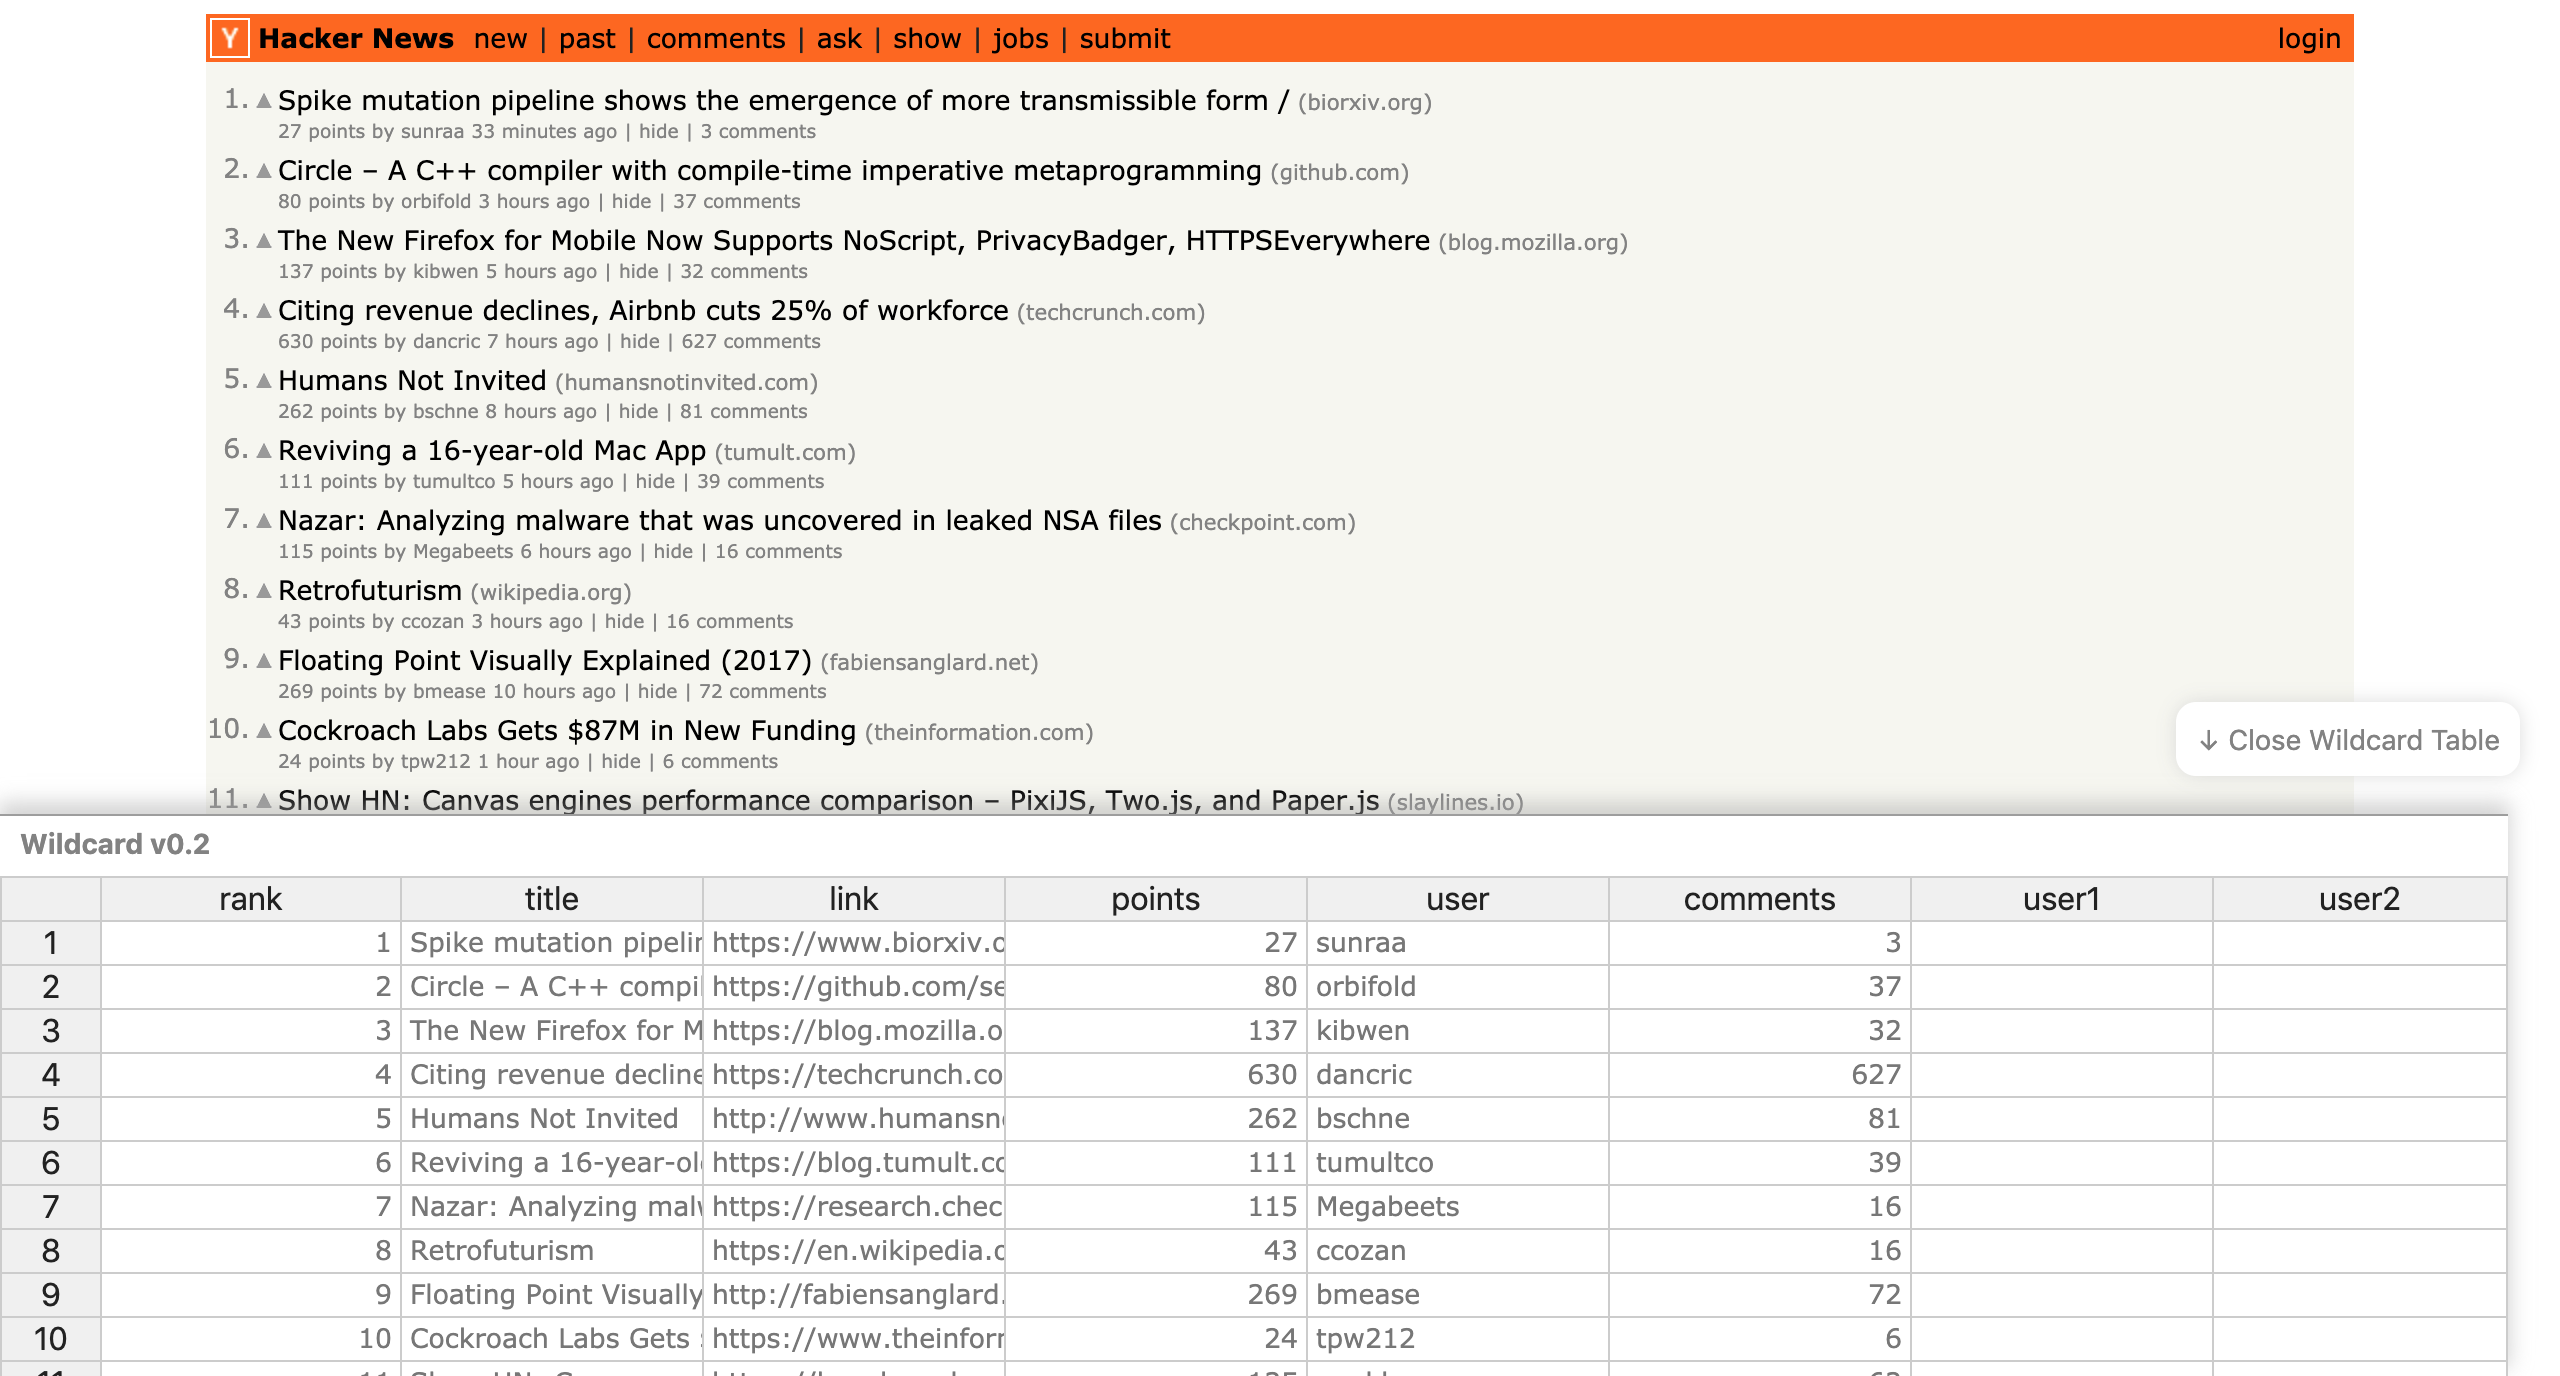 Y Hacker News new | past | comments | ask | show | jobs | submit login
1. ▲ Spike mutation pipeline shows the emergence of more transmissible form / (biorxiv.org)
27 points by sunraa 33 minutes ago | hide | 3 comments
2. ▲ Circle – A C++ compiler with compile-time imperative metaprogramming (github.com)
80 points by orbifold 3 hours ago | hide | 37 comments
3. ▲ The New Firefox for Mobile Now Supports NoScript, PrivacyBadger, HTTPSEverywhere (blog.mozilla.org)
137 points by kibwen 5 hours ago | hide | 32 comments
4. ▲ Citing revenue declines, Airbnb cuts 25% of workforce (techcrunch.com)
630 points by dancric 7 hours ago | hide | 627 comments
5. ▲ Humans Not Invited (humansnotinvited.com)
262 points by bschne 8 hours ago | hide | 81 comments
6. ▲ Reviving a 16-year-old Mac App (tumult.com)
111 points by tumultco 5 hours ago | hide | 39 comments
7. ▲ Nazar: Analyzing malware that was uncovered in leaked NSA files (checkpoint.com)
115 points by Megabeets 6 hours ago | hide | 16 comments
8. ▲ Retrofuturism (wikipedia.org)
43 points by ccozan 3 hours ago | hide | 16 comments
9. ▲ Floating Point Visually Explained (2017) (fabiensanglard.net)
269 points by bmease 10 hours ago | hide | 72 comments
10. ▲ Cockroach Labs Gets $87M in New Funding (theinformation.com)
24 points by tpw212 1 hour ago | hide | 6 comments
↓ Close Wildcard Table
11. ▲ Show HN: Canvas engines performance comparison – PixiJS, Two.js, and Paper.js (slaylines.io)
Wildcard v0.2
rank title link points user comments user1 user2
1 1 Spike mutation pipelin https://www.biorxiv.o 27 sunraa 3
2 2 Circle – A C++ compil https://github.com/se 80 orbifold 37
3 3 The New Firefox for M https://blog.mozilla.o 137 kibwen 32
4 4 Citing revenue decline https://techcrunch.co 630 dancric 627
5 5 Humans Not Invited http://www.humansn 262 bschne 81
6 6 Reviving a 16-year-ol https://blog.tumult.co 111 tumultco 39
7 7 Nazar: Analyzing mal https://research.chec 115 Megabeets 16
8 8 Retrofuturism https://en.wikipedia.o 43 ccozan 16
9 9 Floating Point Visually http://fabiensanglard. 269 bmease 72
10 10 Cockroach Labs Gets https://www.theinfor 24 tpw212 6